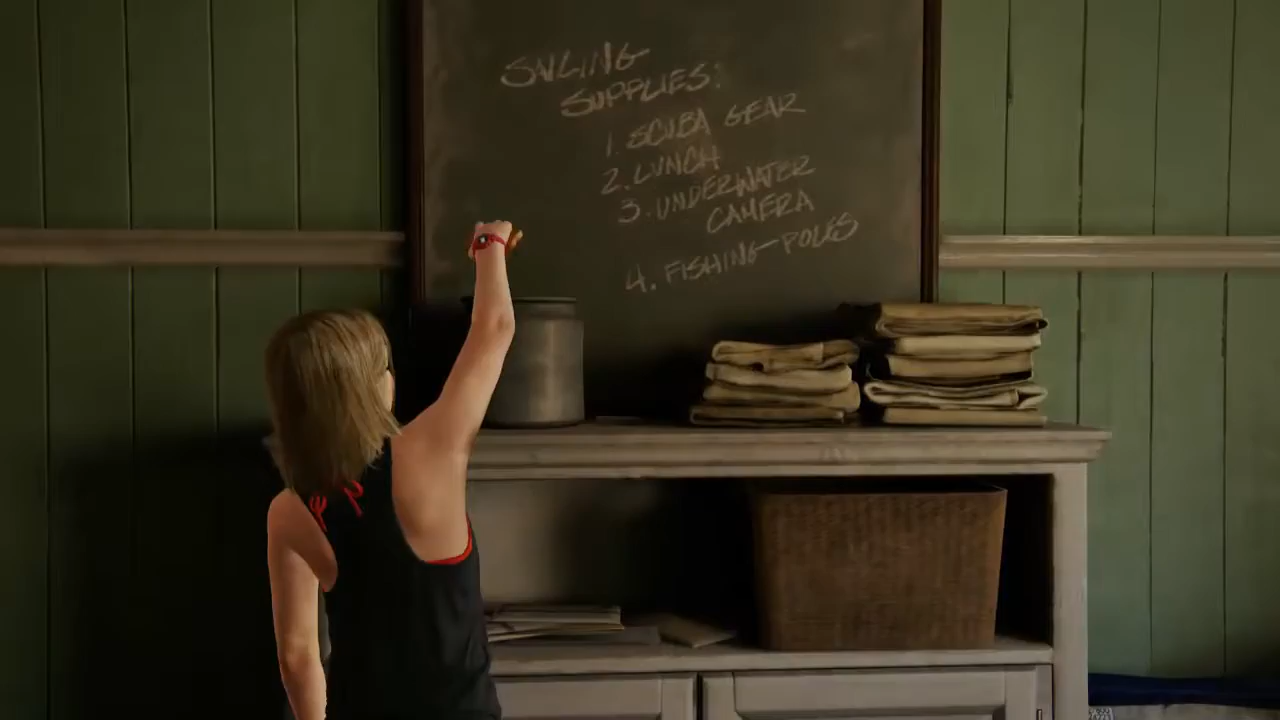 SAILING
SUPPLIES:
1. SCUBA GEAR
2. LUNCH
3. UNDERWATER
CAMERA
4. FISHING POLES